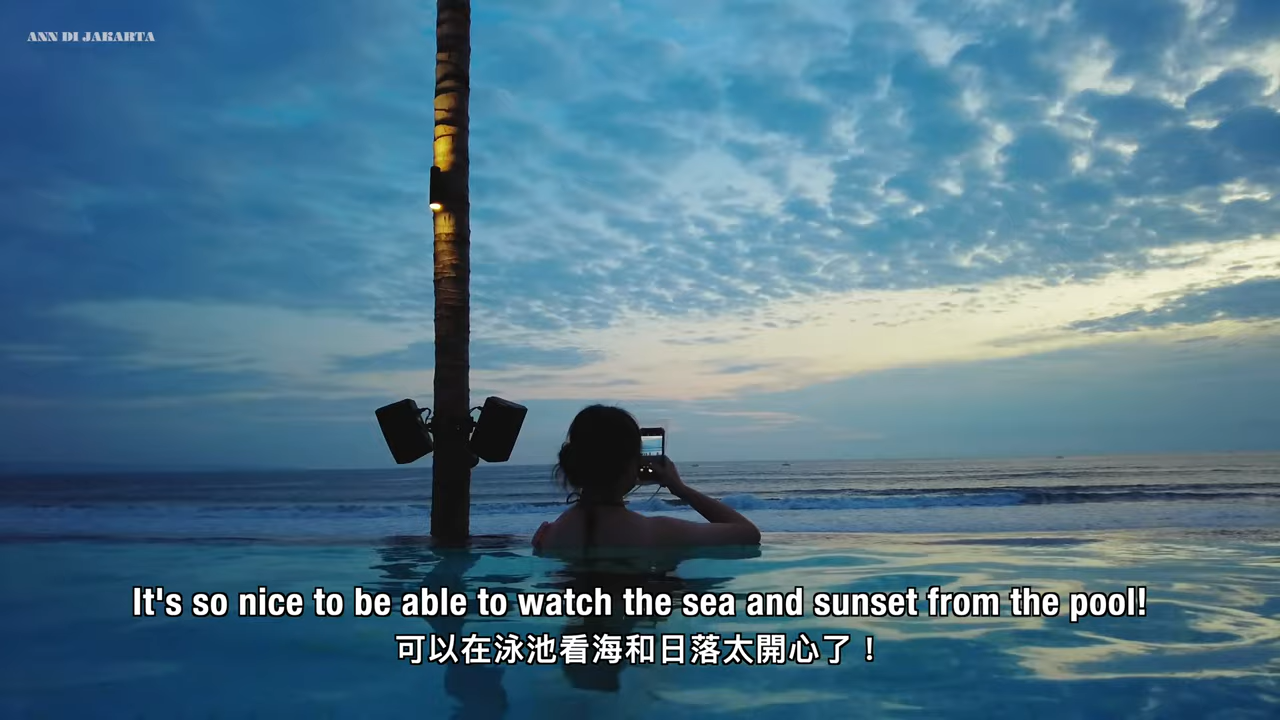 ANN DI JAKARTA
It's so nice to be able to watch the sea and sunset from the pool!
可以在泳池看海和日落太開心了！